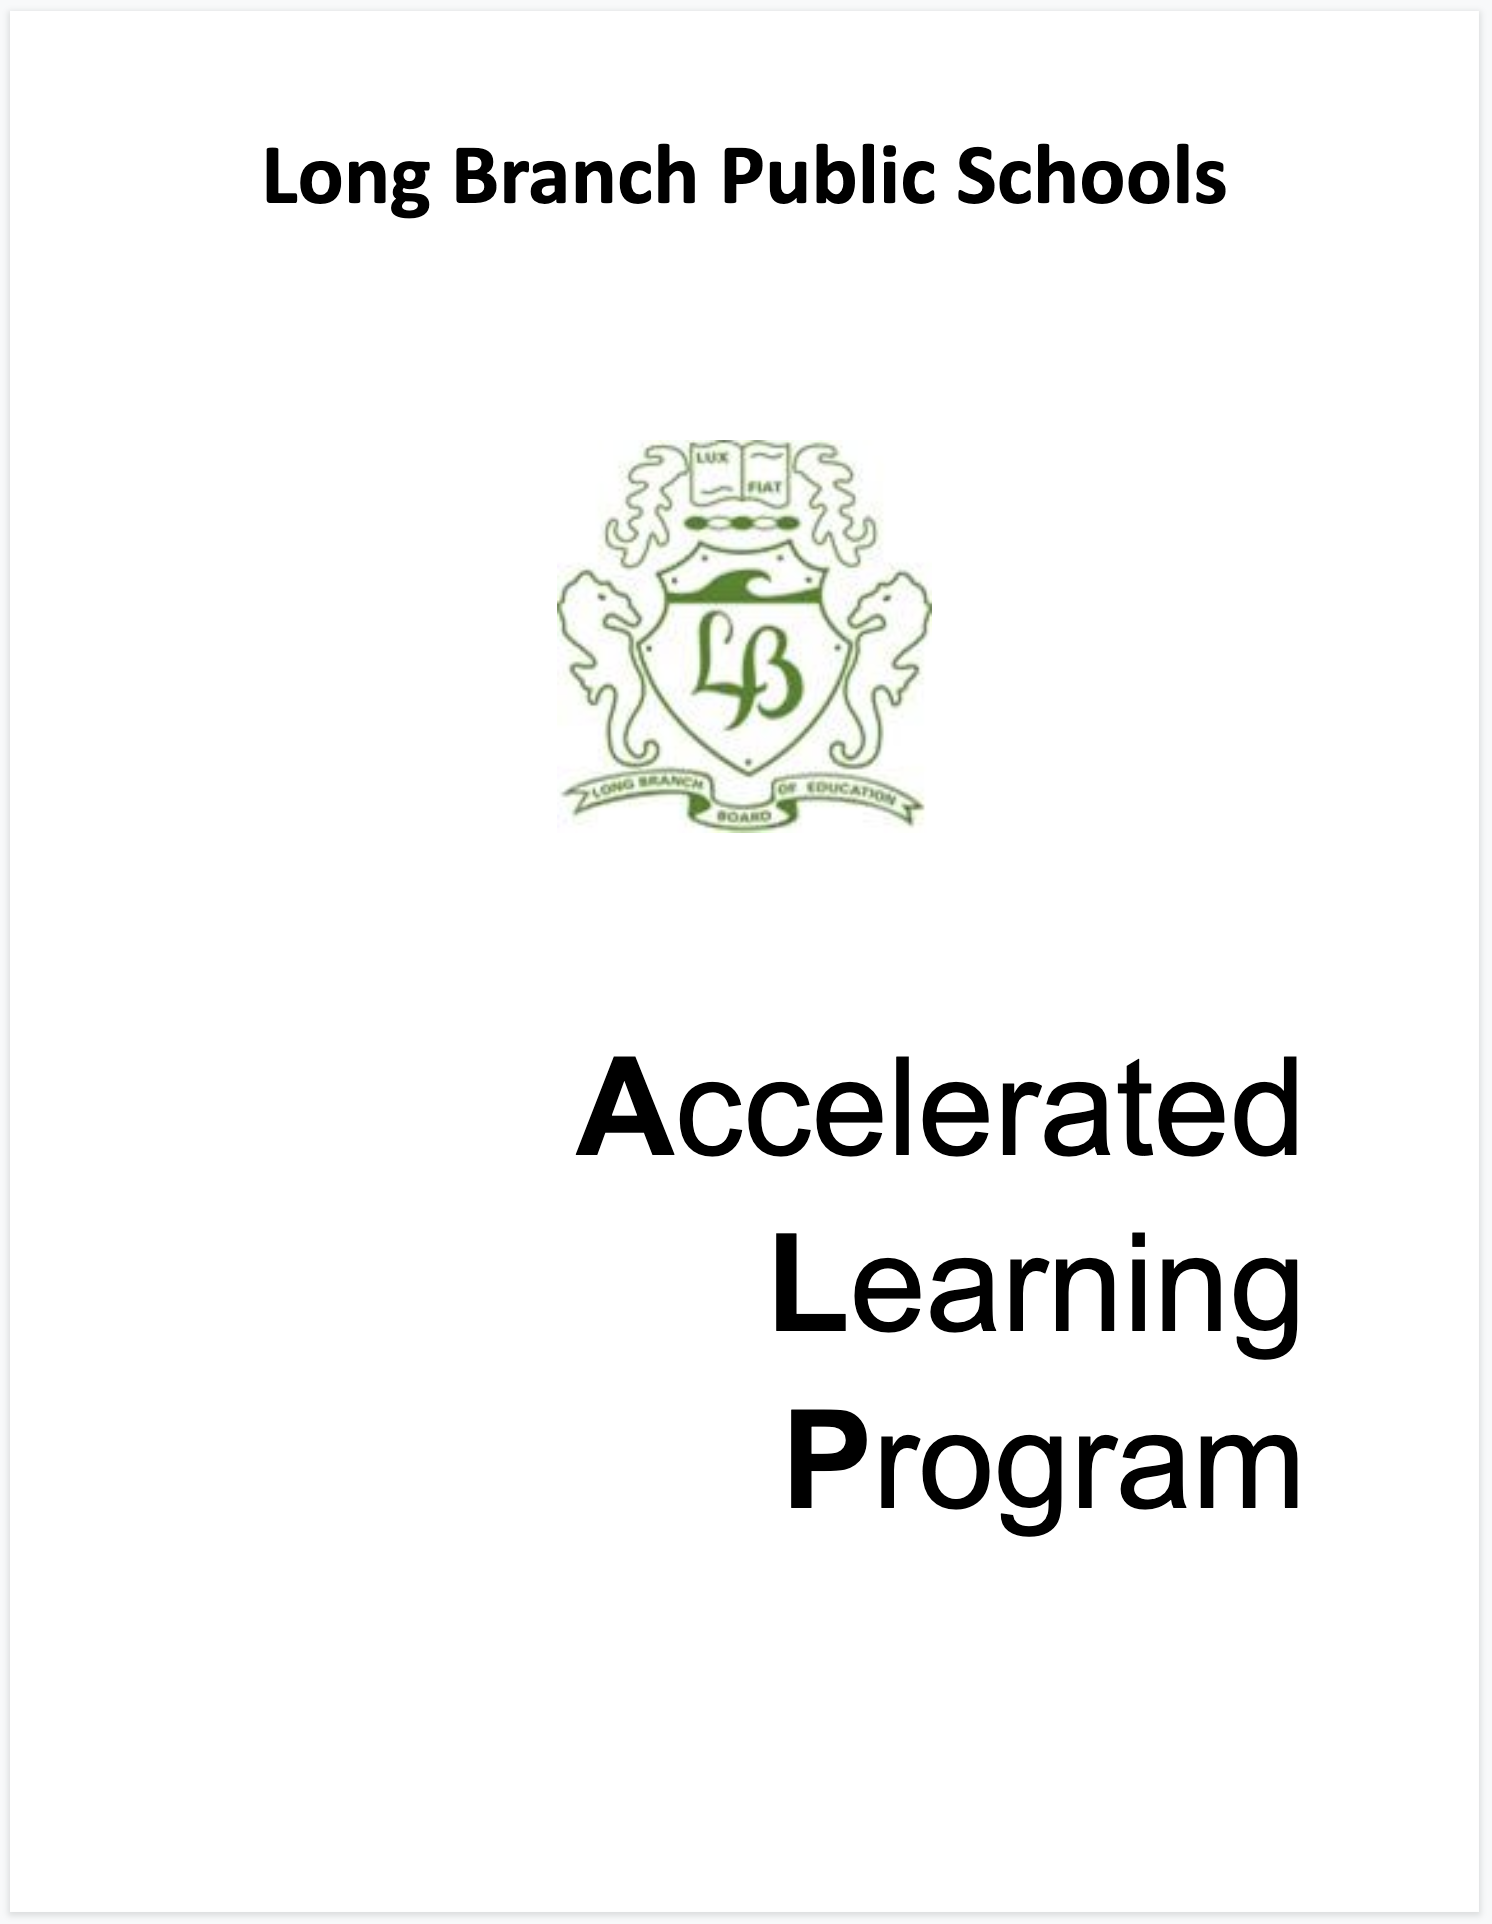 Long Branch Public Schools
LUX
FIAT
LB
LONG BRANCH
BOARD
OF EDUCATION
Accelerated
Learning
Program